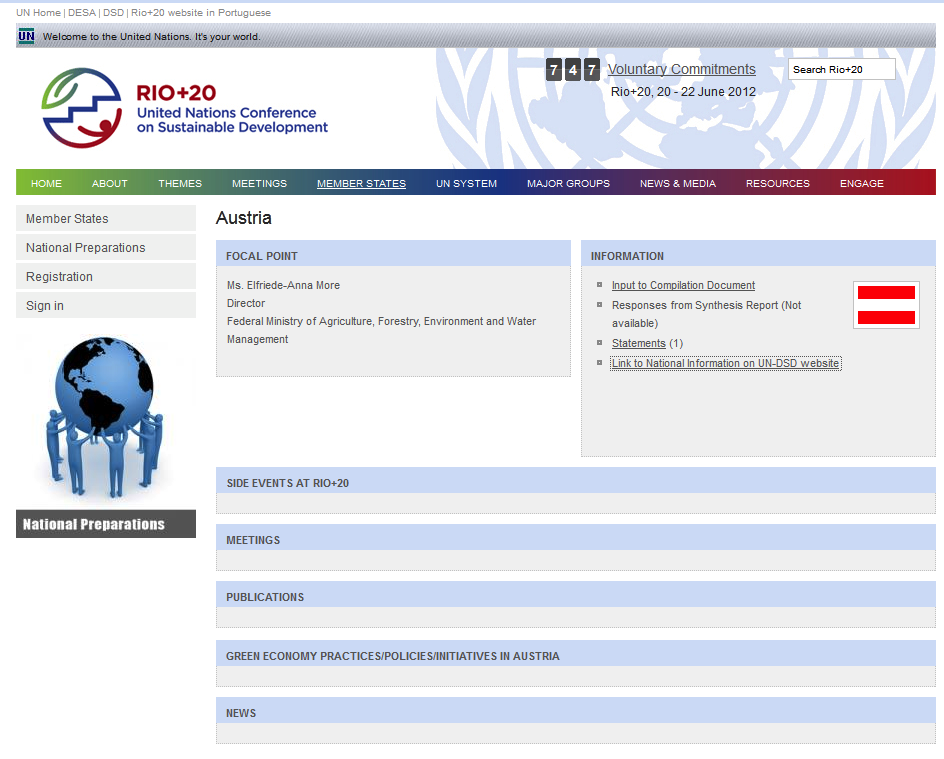 UN Home | DESA | DSD | Rio+20 website in Portuguese
UN Welcome to the United Nations. It's your world.
7 4 7 Voluntary Commitments
Search Rio+20
Rio+20, 20 - 22 June 2012
RIO+20
United Nations Conference
on Sustainable Development
HOME ABOUT THEMES MEETINGS MEMBER STATES UN SYSTEM MAJOR GROUPS NEWS & MEDIA RESOURCES ENGAGE
Member States
National Preparations
Registration
Sign in
National Preparations
Austria
FOCAL POINT
Ms. Elfriede-Anna More
Director
Federal Ministry of Agriculture, Forestry, Environment and Water
Management
INFORMATION
Input to Compilation Document
Responses from Synthesis Report (Not
available)
Statements (1)
Link to National Information on UN-DSD website
SIDE EVENTS AT RIO+20
MEETINGS
PUBLICATIONS
GREEN ECONOMY PRACTICES/POLICIES/INITIATIVES IN AUSTRIA
NEWS